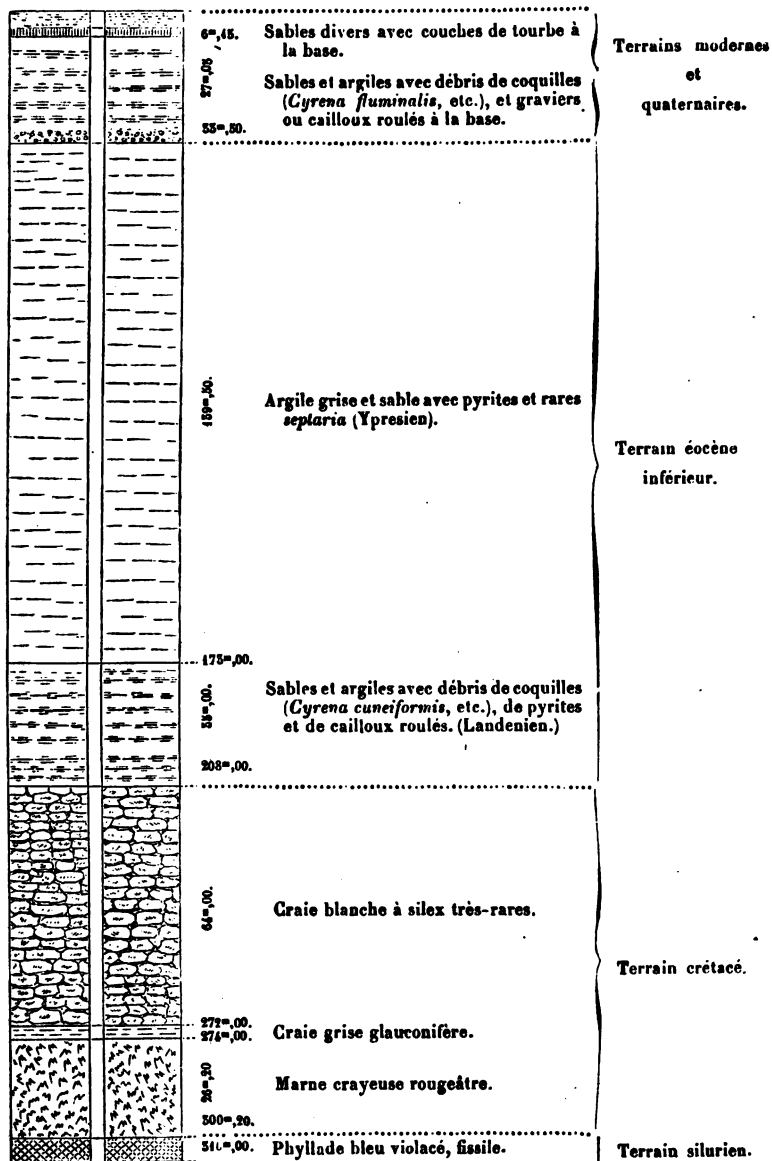 6ᵐ,45.
Sables divers avec couches de tourbe à
la base.
27ᵐ,05
Sables et argiles avec débris de coquilles
(Cyrena fluminalis, etc.), et graviers
ou cailloux roulés à la base.
33ᵐ,50.
Terrains modernes
et
quaternaires.
139ᵐ,50.
Argile grise et sable avec pyrites et rares
septaria (Ypresien).
173ᵐ,00.
Sables et argiles avec débris de coquilles
(Cyrena cuneiformis, etc.), de pyrites
et de cailloux roulés. (Landenien.)
35ᵐ,00.
208ᵐ,00.
Terrain éocène
inférieur.
64ᵐ,00.
Craie blanche à silex très-rares.
272ᵐ,00.
274ᵐ,00.
Craie grise glauconifère.
26ᵐ,20
Marne crayeuse rougeâtre.
300ᵐ,20.
Terrain crétacé.
Phyllade bleu violacé, fissile.
Terrain silurien.